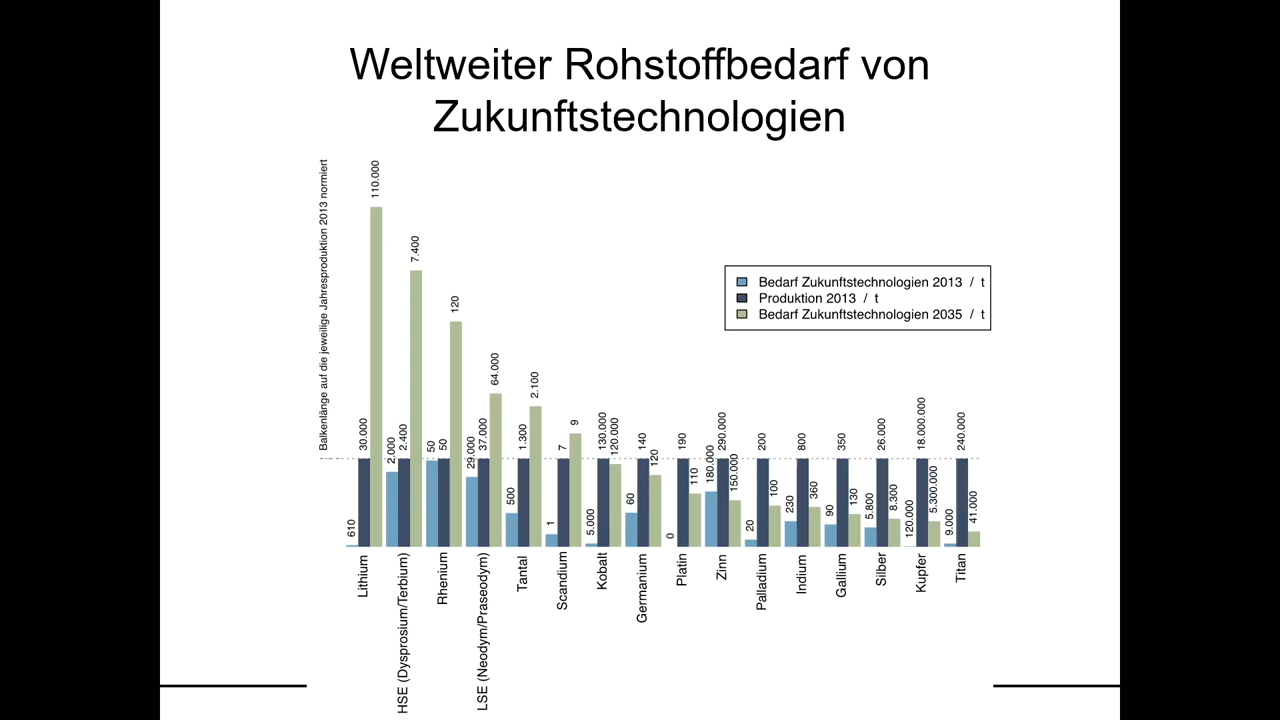 Weltweiter Rohstoffbedarf von
Zukunftstechnologien
Balkenlänge auf die jeweilige Jahresproduktion 2013 normiert
Bedarf Zukunftstechnologien 2013 / t
Produktion 2013 / t
Bedarf Zukunftstechnologien 2035 / t
610
30.000
110.000
2.000
2.400
7.400
50
50
120
29.000
37.000
64.000
500
1.300
2.100
1
7
9
5.000
130.000
120.000
60
140
120
0
190
110
180.000
290.000
150.000
20
200
100
230
800
360
90
350
130
5.800
26.000
8.300
120.000
18.000.000
5.300.000
9.000
240.000
41.000
Lithium
HSE (Dysprosium/Terbium)
Rhenium
LSE (Neodym/Praseodym)
Tantal
Scandium
Kobalt
Germanium
Platin
Zinn
Palladium
Indium
Gallium
Silber
Kupfer
Titan